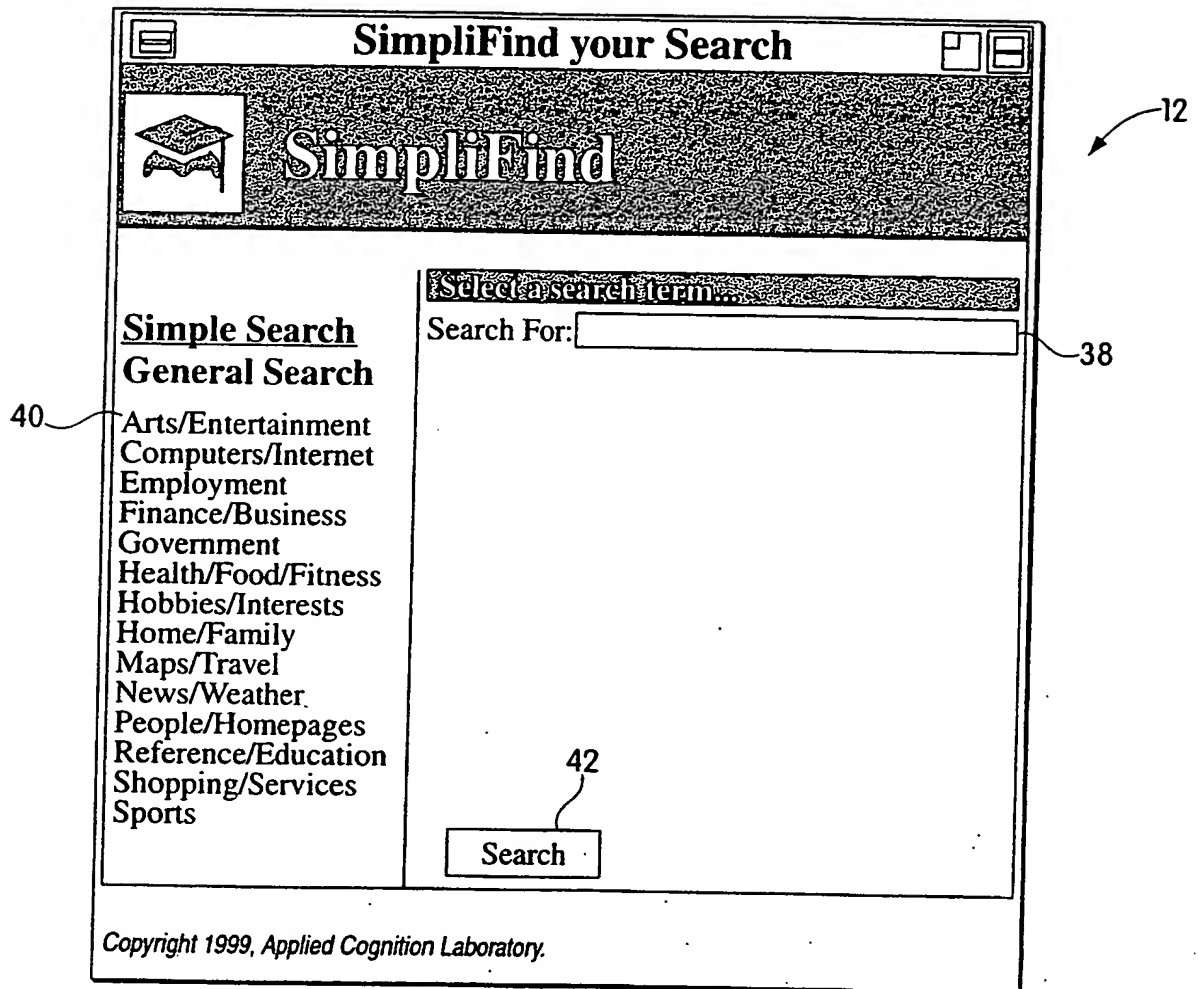 SimpliFind your Search
12
SimpliFind
Select a search term...
Search For:
38
Simple Search
General Search
40
Arts/Entertainment
Computers/Internet
Employment
Finance/Business
Government
Health/Food/Fitness
Hobbies/Interests
Home/Family
Maps/Travel
News/Weather
People/Homepages
Reference/Education
Shopping/Services
Sports
42
Search
Copyright 1999, Applied Cognition Laboratory.